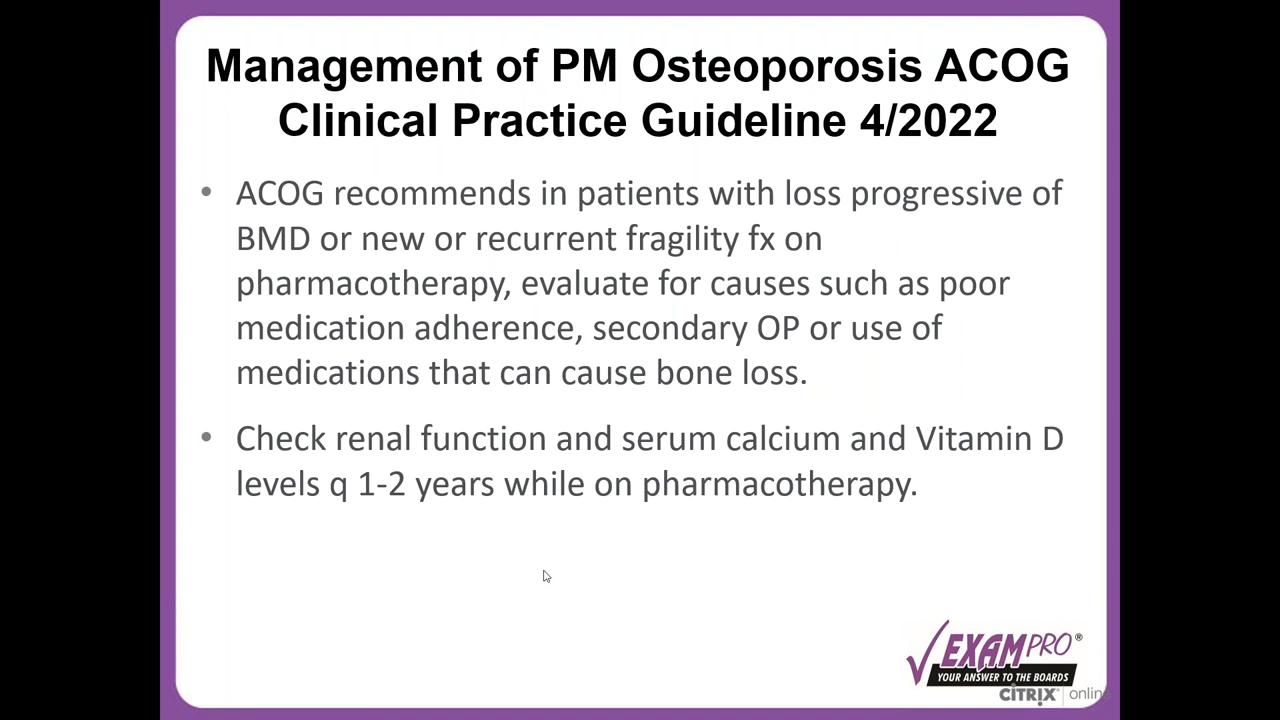 Management of PM Osteoporosis ACOG
Clinical Practice Guideline 4/2022
• ACOG recommends in patients with loss progressive of
BMD or new or recurrent fragility fx on
pharmacotherapy, evaluate for causes such as poor
medication adherence, secondary OP or use of
medications that can cause bone loss.
• Check renal function and serum calcium and Vitamin D
levels q 1-2 years while on pharmacotherapy.
EXAMPRO®
YOUR ANSWER TO THE BOARDS
CITRIX® | online